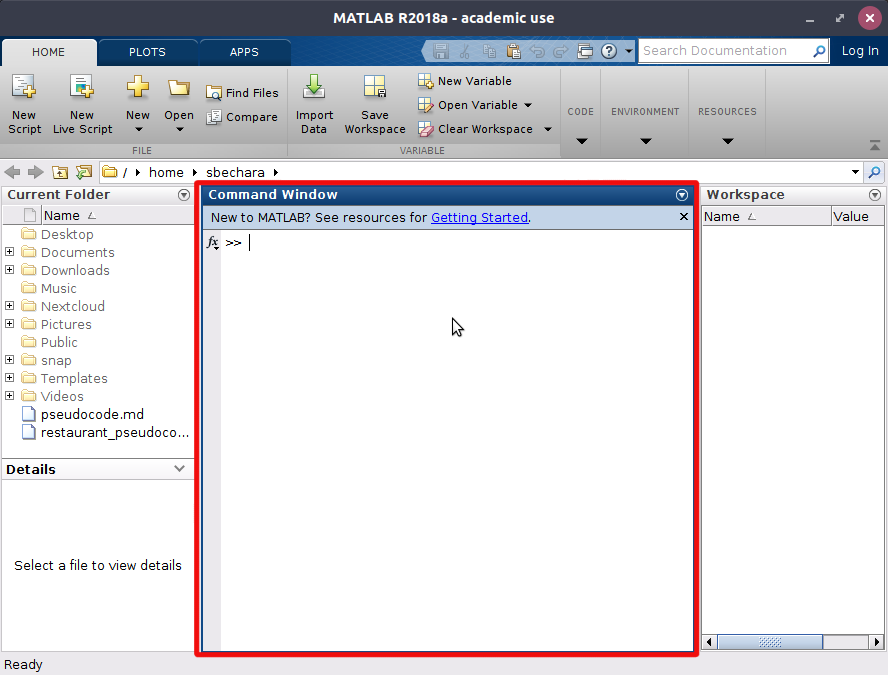 MATLAB R2018a - academic use
HOME
PLOTS
APPS
Search Documentation
Log In
New Script
New Live Script
New
Open
Find Files
Compare
Import Data
Save Workspace
New Variable
Open Variable
Clear Workspace
CODE
ENVIRONMENT
RESOURCES
FILE
VARIABLE
/ home sbechara
Current Folder
Name
Desktop
Documents
Downloads
Music
Nextcloud
Pictures
Public
snap
Templates
Videos
pseudocode.md
restaurant_pseudoco...
Details
Select a file to view details
Command Window
New to MATLAB? See resources for Getting Started.
fx >>
Workspace
Name Value
Ready